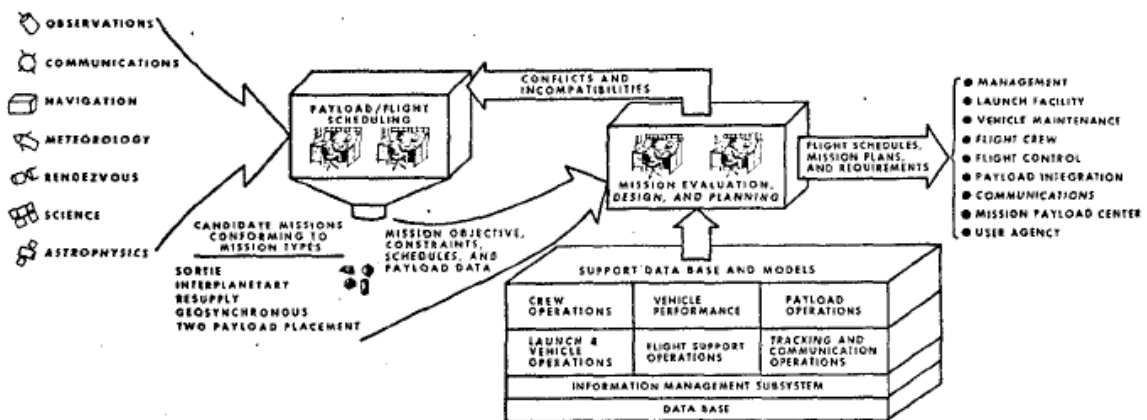 OBSERVATIONS
COMMUNICATIONS
NAVIGATION
METEOROLOGY
RENDEZVOUS
SCIENCE
ASTROPHYSICS
PAYLOAD/FLIGHT
SCHEDULING
CONFLICTS AND
INCOMPATIBILITIES
CANDIDATE MISSIONS
CONFORMING TO
MISSION TYPES
SORTIE
INTERPLANETARY
RESUPPLY
GEOSYNCHRONOUS
TWO PAYLOAD PLACEMENT
MISSION OBJECTIVE,
CONSTRAINTS,
SCHEDULES, AND
PAYLOAD DATA
MISSION EVALUATION,
DESIGN, AND PLANNING
FLIGHT SCHEDULES,
MISSION PLANS,
AND REQUIREMENTS
● MANAGEMENT
● LAUNCH FACILITY
● VEHICLE MAINTENANCE
● FLIGHT CREW
● FLIGHT CONTROL
● PAYLOAD INTEGRATION
● COMMUNICATIONS
● MISSION PAYLOAD CENTER
● USER AGENCY
SUPPORT DATA BASE AND MODELS
CREW
OPERATIONS
VEHICLE
PERFORMANCE
PAYLOAD
OPERATIONS
LAUNCH &
VEHICLE
OPERATIONS
FLIGHT SUPPORT
OPERATIONS
TRACKING AND
COMMUNICATION
OPERATIONS
INFORMATION MANAGEMENT SUBSYSTEM
DATA BASE